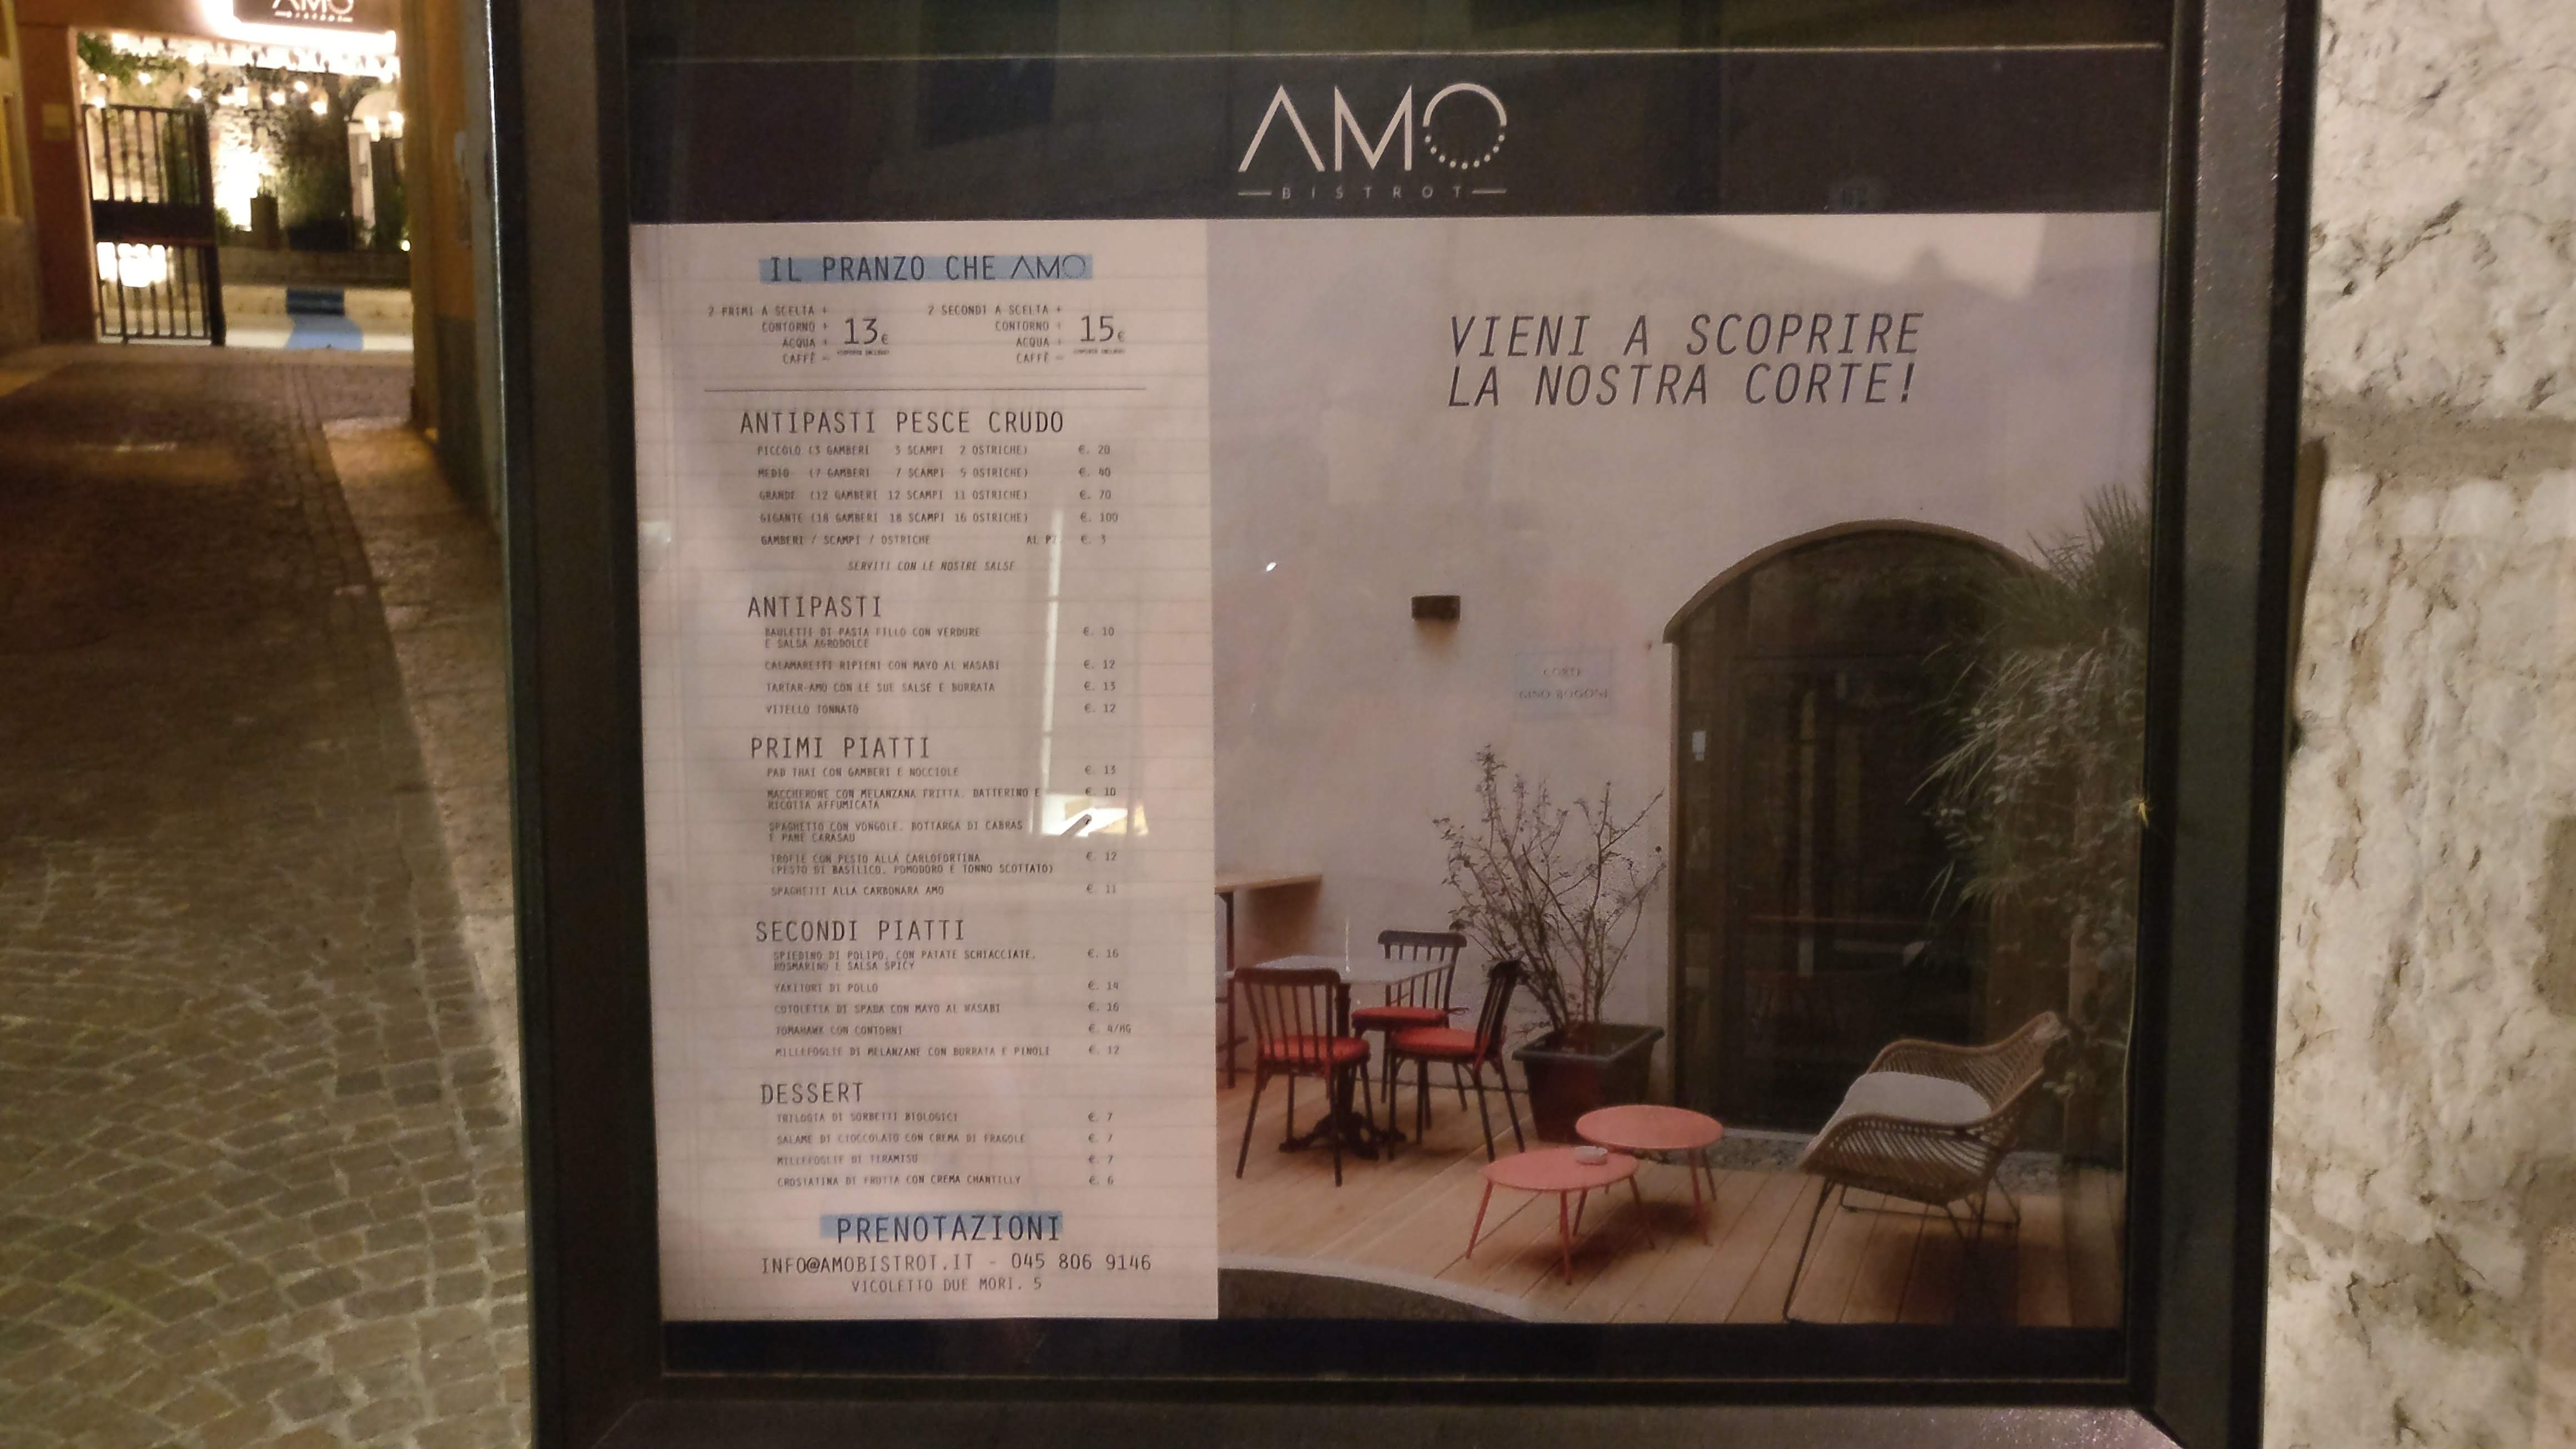 AMO
BISTROT
AMO
BISTROT
IL PRANZO CHE AMO
2 PRIMI A SCELTA +
CONTORNO +
ACQUA +
CAFFÈ =
13€
2 SECONDI A SCELTA +
CONTORNO +
ACQUA +
CAFFÈ =
15€
ANTIPASTI PESCE CRUDO
PICCOLO (3 GAMBERI 3 SCAMPI 2 OSTRICHE) €. 20
MEDIO (7 GAMBERI 7 SCAMPI 5 OSTRICHE) €. 40
GRANDE (12 GAMBERI 12 SCAMPI 11 OSTRICHE) €. 70
GIGANTE (18 GAMBERI 18 SCAMPI 16 OSTRICHE) €. 100
GAMBERI / SCAMPI / OSTRICHE AL PZ €. 3
SERVITI CON LE NOSTRE SALSE
ANTIPASTI
BAULETTI DI PASTA FILLO CON VERDURE €. 10
E SALSA AGRODOLCE
CALAMARETTI RIPIENI CON MAYO AL WASABI €. 12
TARTAR-AMO CON LE SUE SALSE E BURRATA €. 13
VITELLO TONNATO €. 12
PRIMI PIATTI
PAD THAI CON GAMBERI E NOCCIOLE €. 13
MACCHERONE CON MELANZANA FRITTA, DATTERINO E €. 10
RICOTTA AFFUMICATA
SPAGHETTO CON VONGOLE, BOTTARGA DI CABRAS
E PANE CARASAU
TROFIE CON PESTO ALLA CARLOFORTINA €. 12
(PESTO DI BASILICO, POMODORO E TONNO SCOTTATO)
SPAGHETTI ALLA CARBONARA AMO €. 11
SECONDI PIATTI
SPIEDINO DI POLIPO, CON PATATE SCHIACCIATE, €. 16
ROSMARINO E SALSA SPICY
YAKITORI DI POLLO €. 14
COTOLETTA DI SPADA CON MAYO AL WASABI €. 16
TOMAHAWK CON CONTORNI €. 4/HG
MILLEFOGLIE DI MELANZANE CON BURRATA E PINOLI €. 12
DESSERT
TRILOGIA DI SORBETTI BIOLOGICI €. 7
SALAME DI CIOCCOLATO CON CREMA DI FRAGOLE €. 7
MILLEFOGLIE DI TIRAMISU €. 7
CROSTATINA DI FRUTTA CON CREMA CHANTILLY €. 6
PRENOTAZIONI
INFO@AMOBISTROT.IT - 045 806 9146
VICOLETTO DUE MORI, 5
VIENI A SCOPRIRE
LA NOSTRA CORTE!
CORTE
GINO